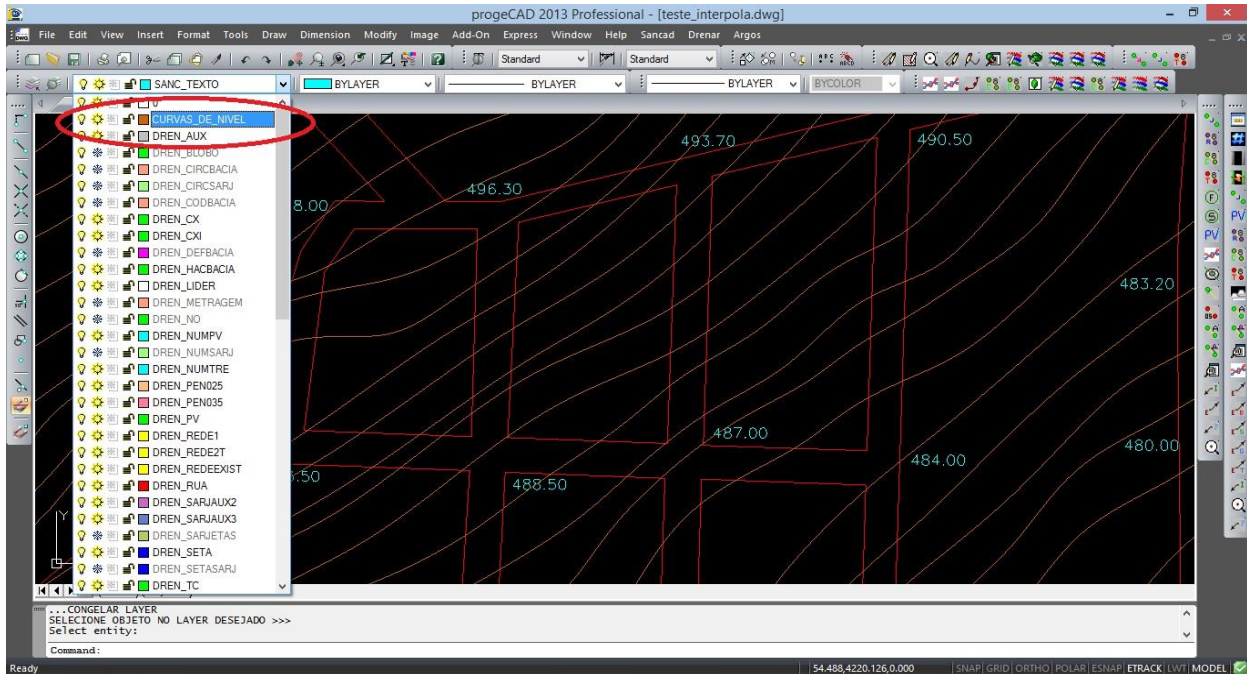 progeCAD 2013 Professional - [teste_interpola.dwg]
File Edit View Insert Format Tools Draw Dimension Modify Image Add-On Express Window Help Sancad Drenar Argos
Standard Standard
SANC_TEXTO BYLAYER BYLAYER BYLAYER BYCOLOR
0
CURVAS_DE_NIVEL
DREN_AUX
DREN_BLOBO
DREN_CIRCBACIA
DREN_CIRCSARJ
DREN_CODBACIA
DREN_CX
DREN_CXI
DREN_DEFBACIA
DREN_HACBACIA
DREN_LIDER
DREN_METRAGEM
DREN_NO
DREN_NUMPV
DREN_NUMSARJ
DREN_NUMTRE
DREN_PEN025
DREN_PEN035
DREN_PV
DREN_REDE1
DREN_REDE2T
DREN_REDEEXIST
DREN_RUA
DREN_SARJAUX2
DREN_SARJAUX3
DREN_SARJETAS
DREN_SETA
DREN_SETASARJ
DREN_TC
493.70
490.50
496.30
8.00
483.20
487.00
480.00
484.00
.50
488.50
Y
PV
PV
...CONGELAR LAYER
SELECIONE OBJETO NO LAYER DESEJADO >>>
Select entity:
Command:
Ready 54.488,4220.126,0.000 SNAP GRID ORTHO POLAR ESNAP ETRACK LWT MODEL